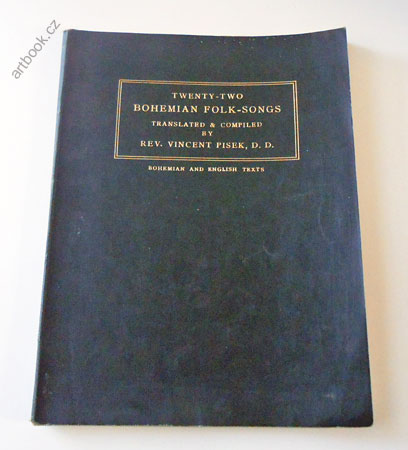 artbook.cz
TWENTY-TWO
BOHEMIAN FOLK-SONGS
TRANSLATED & COMPILED
BY
REV. VINCENT PISEK, D. D.
BOHEMIAN AND ENGLISH TEXTS